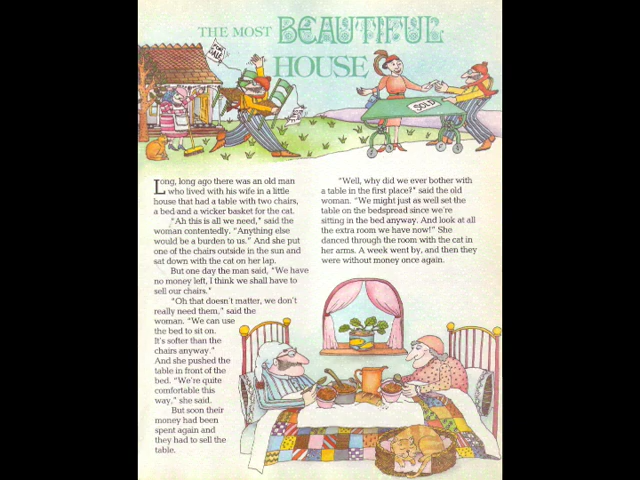 THE MOST BEAUTIFUL
HOUSE
FOR
SALE
SOLD
Long, long ago there was an old man
who lived with his wife in a little
house that had a table with two chairs,
a bed and a wicker basket for the cat.
"Ah this is all we need," said the
woman contentedly. "Anything else
would be a burden to us." And she put
one of the chairs outside in the sun and
sat down with the cat on her lap.
But one day the man said, "We have
no money left, I think we shall have to
sell our chairs."
"Oh that doesn't matter, we don't
really need them," said the
woman. "We can use
the bed to sit on.
It's softer than the
chairs anyway."
And she pushed the
table in front of the
bed. "We're quite
comfortable this
way," she said.
But soon their
money had been
spent again and
they had to sell the
table.
"Well, why did we ever bother with
a table in the first place?" said the old
woman. "We might just as well set the
table on the bedspread since we're
sitting in the bed anyway. And look at all
the extra room we have now!" She
danced through the room with the cat in
her arms. A week went by, and then they
were without money once again.